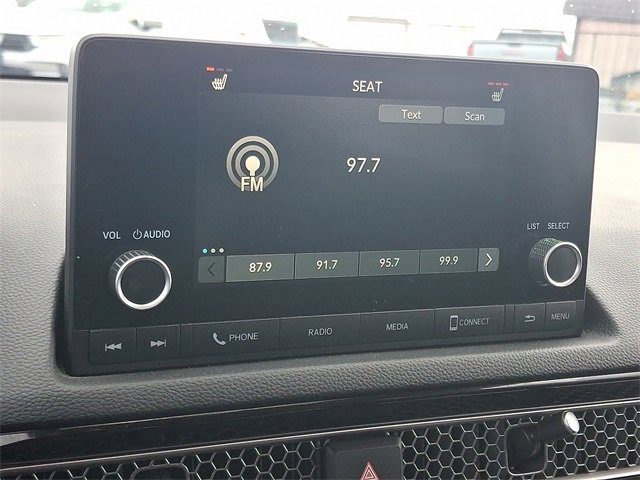 SEAT
Text Scan
97.7
FM
VOL AUDIO
LIST SELECT
87.9 91.7 95.7 99.9
PHONE RADIO MEDIA CONNECT MENU